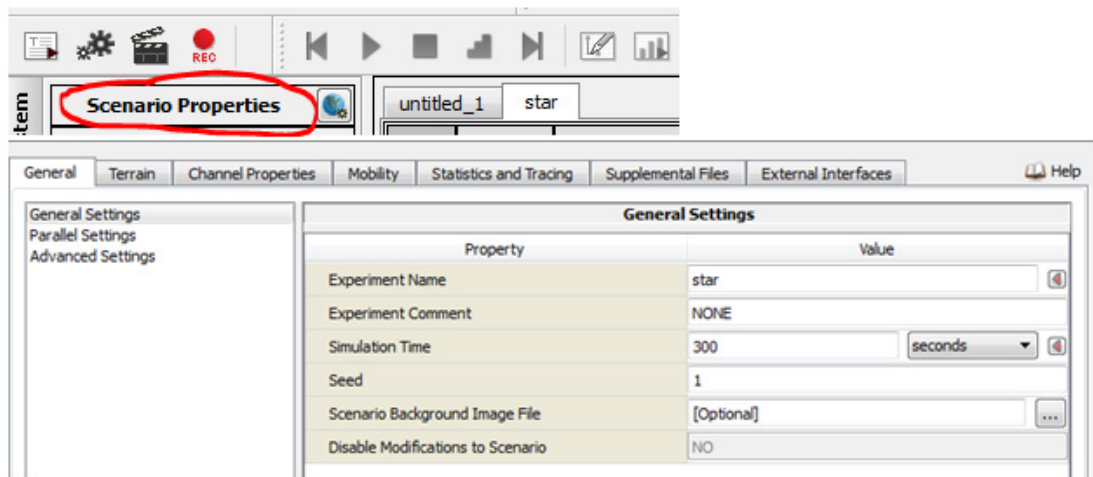 REC
tem
Scenario Properties
untitled_1 star
General Terrain Channel Properties Mobility Statistics and Tracing Supplemental Files External Interfaces Help
General Settings
Parallel Settings
Advanced Settings
General Settings
Property Value
Experiment Name star
Experiment Comment NONE
Simulation Time 300 seconds
Seed 1
Scenario Background Image File [Optional] ...
Disable Modifications to Scenario NO